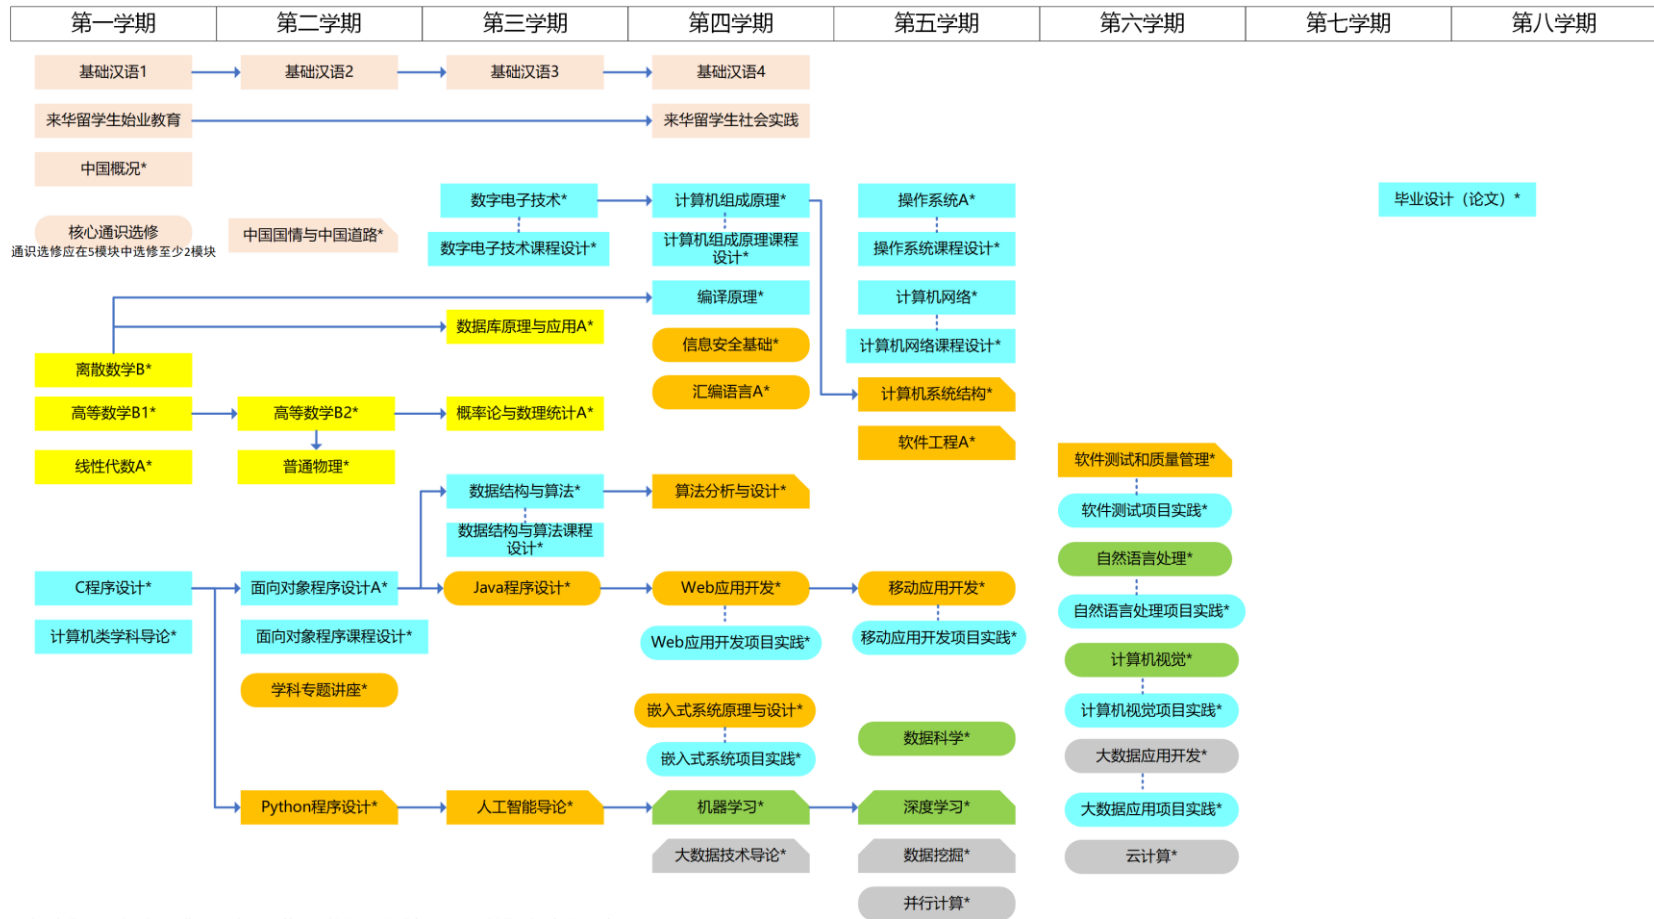 第一学期
第二学期
第三学期
第四学期
第五学期
第六学期
第七学期
第八学期
基础汉语1
基础汉语2
基础汉语3
基础汉语4
来华留学生始业教育
来华留学生社会实践
中国概况*
数字电子技术*
计算机组成原理*
操作系统A*
毕业设计（论文）*
核心通识选修
通识选修应在5模块中选修至少2模块
中国国情与中国道路*
数字电子技术课程设计*
计算机组成原理课程
设计*
操作系统课程设计*
编译原理*
计算机网络*
数据库原理与应用A*
信息安全基础*
计算机网络课程设计*
离散数学B*
汇编语言A*
计算机系统结构*
高等数学B1*
高等数学B2*
概率论与数理统计A*
软件工程A*
线性代数A*
普通物理*
软件测试和质量管理*
数据结构与算法*
算法分析与设计*
软件测试项目实践*
数据结构与算法课程
设计*
自然语言处理*
C程序设计*
面向对象程序设计A*
Java程序设计*
Web应用开发*
移动应用开发*
自然语言处理项目实践*
计算机类学科导论*
面向对象程序课程设计*
Web应用开发项目实践*
移动应用开发项目实践*
计算机视觉*
学科专题讲座*
嵌入式系统原理与设计*
计算机视觉项目实践*
数据科学*
嵌入式系统项目实践*
大数据应用开发*
Python程序设计*
人工智能导论*
机器学习*
深度学习*
大数据应用项目实践*
大数据技术导论*
数据挖掘*
云计算*
并行计算*